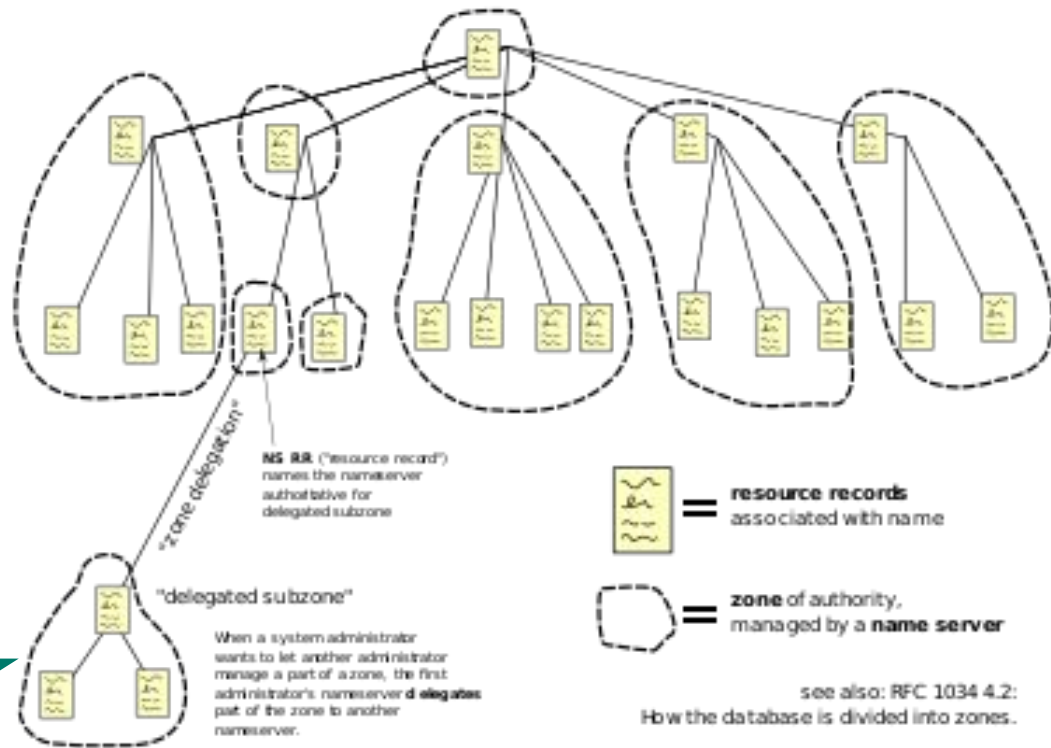 "zone delegation"
NS RR ("resource record")
names the nameserver
authoritative for
delegated subzone
resource records
associated with name
"delegated subzone"
zone of authority,
managed by a name server
When a system administrator
wants to let another administrator
manage a part of a zone, the first
administrator's nameserver delegates
part of the zone to another
nameserver.
see also: RFC 1034 4.2:
How the database is divided into zones.